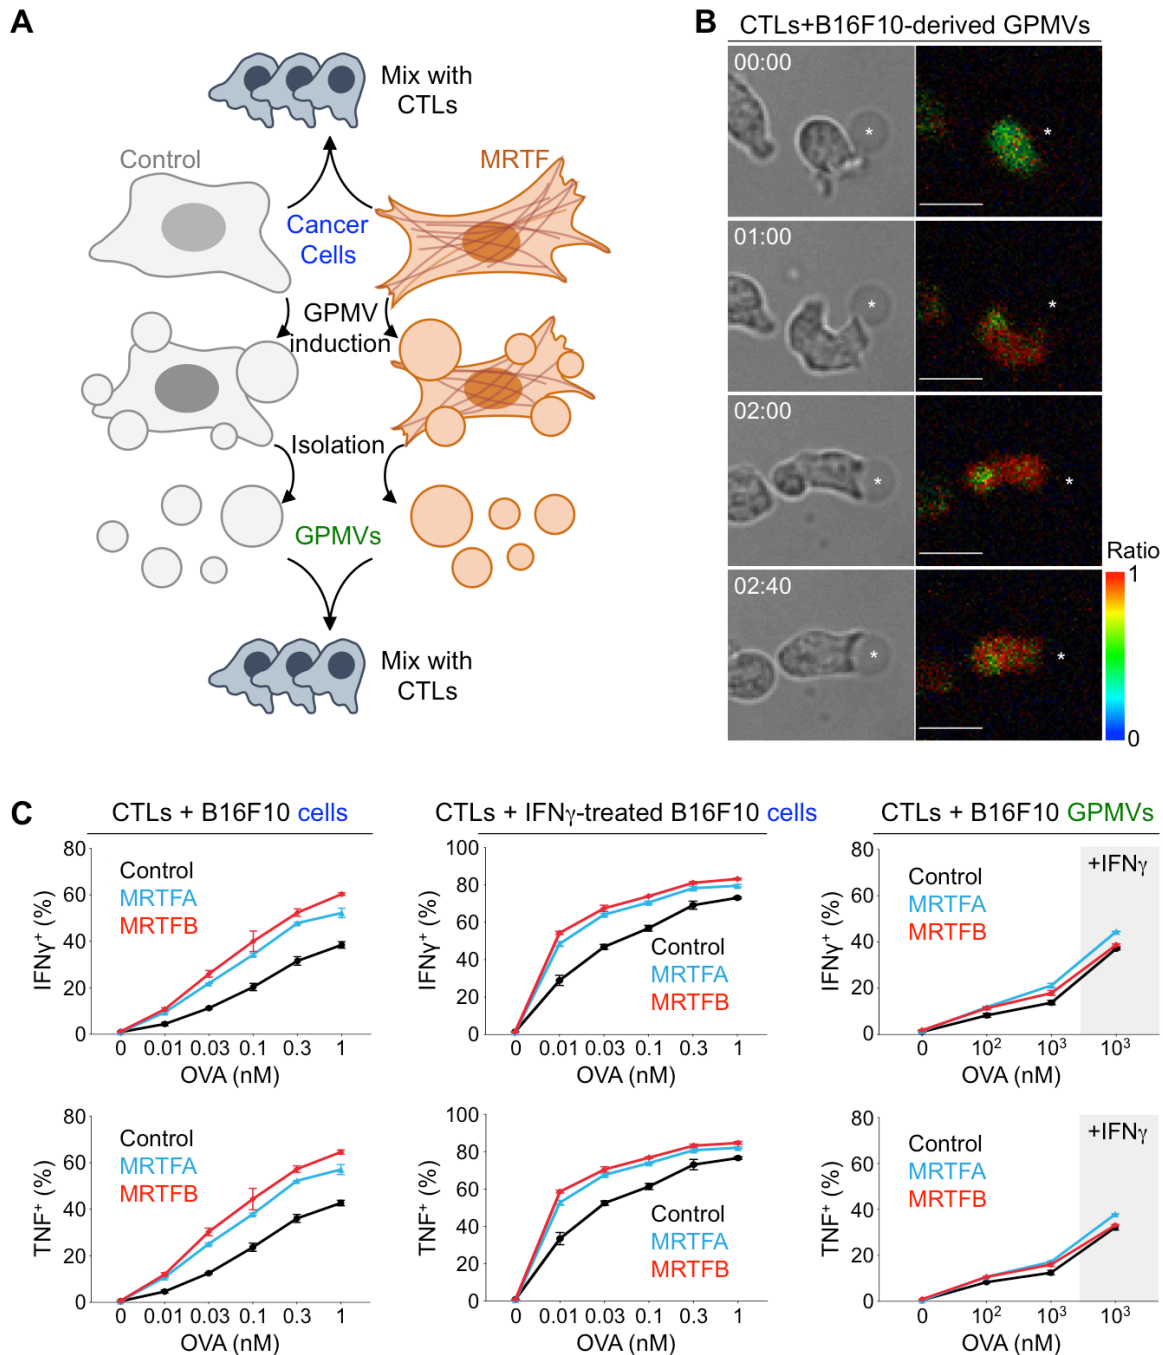 A
Mix with
CTLs
Control
MRTF
Cancer
Cells
GPMV
induction
Isolation
GPMVs
Mix with
CTLs
B
CTLs+B16F10-derived GPMVs
00:00
*
*
01:00
*
*
02:00
*
*
02:40
*
*
Ratio
1
0
C
CTLs + B16F10 cells
IFNγ⁺ (%)
80
60
40
20
0
Control
MRTFA
MRTFB
0 0.01 0.03 0.1 0.3 1
OVA (nM)
CTLs + IFNγ-treated B16F10 cells
IFNγ⁺ (%)
100
80
60
40
20
0
Control
MRTFA
MRTFB
0 0.01 0.03 0.1 0.3 1
OVA (nM)
CTLs + B16F10 GPMVs
IFNγ⁺ (%)
80
60
40
20
0
Control
MRTFA
MRTFB
+IFNγ
0 10² 10³ 10³
OVA (nM)
TNF⁺ (%)
80
60
40
20
0
Control
MRTFA
MRTFB
0 0.01 0.03 0.1 0.3 1
OVA (nM)
TNF⁺ (%)
100
80
60
40
20
0
Control
MRTFA
MRTFB
0 0.01 0.03 0.1 0.3 1
OVA (nM)
TNF⁺ (%)
80
60
40
20
0
Control
MRTFA
MRTFB
+IFNγ
0 10² 10³ 10³
OVA (nM)